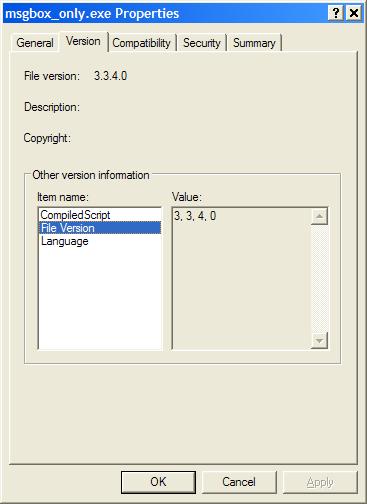 msgbox_only.exe Properties
General Version Compatibility Security Summary
File version: 3.3.4.0
Description:
Copyright:
Other version information
Item name: Value:
CompiledScript 3, 3, 4, 0
File Version
Language
OK Cancel Apply